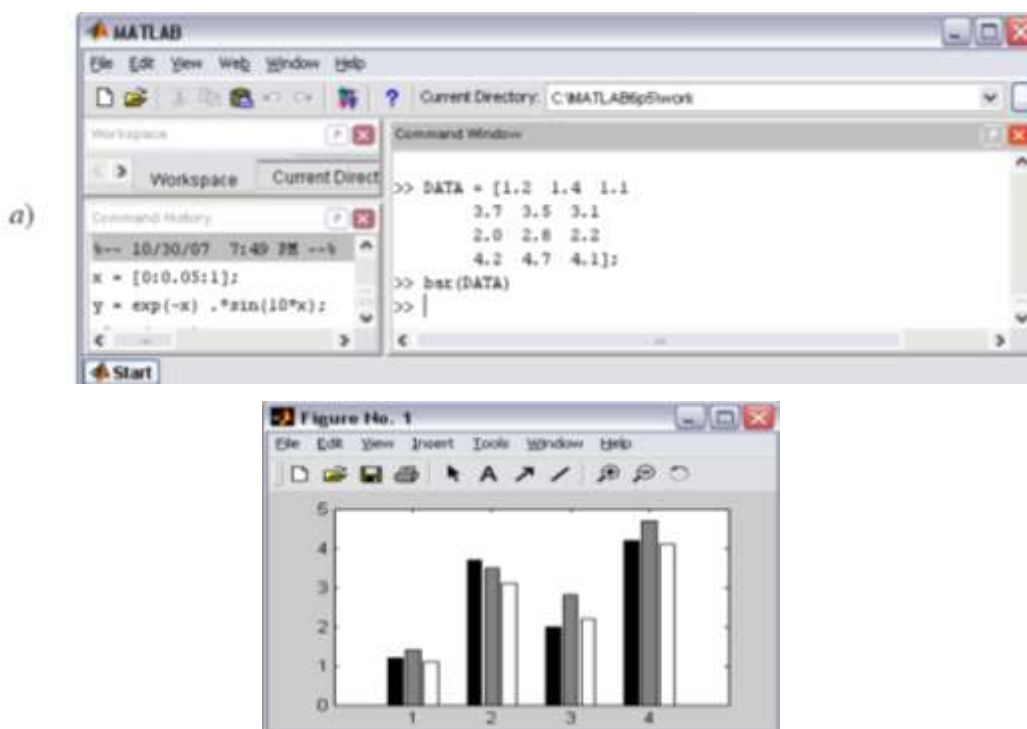 MATLAB
File Edit View Web Window Help
? Current Directory: C:\MATLAB6p5\work
Workspace
Command Window
Workspace Current Direct
a)
>> DATA = [1.2 1.4 1.1
3.7 3.5 3.1
2.0 2.8 2.2
4.2 4.7 4.1];
>> bar(DATA)
>>
Command History
%-- 10/30/07 7:49 PM --%
x = [0:0.05:1];
y = exp(-x) .*sin(10*x);
Start
Figure No. 1
File Edit View Insert Tools Window Help
A
5
4
3
2
1
0
1 2 3 4